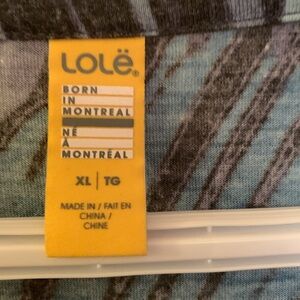 LOLË®
BORN
IN
MONTREAL
NÉ
À
MONTRÉAL
XL | TG
MADE IN / FAIT EN
CHINA /
CHINE